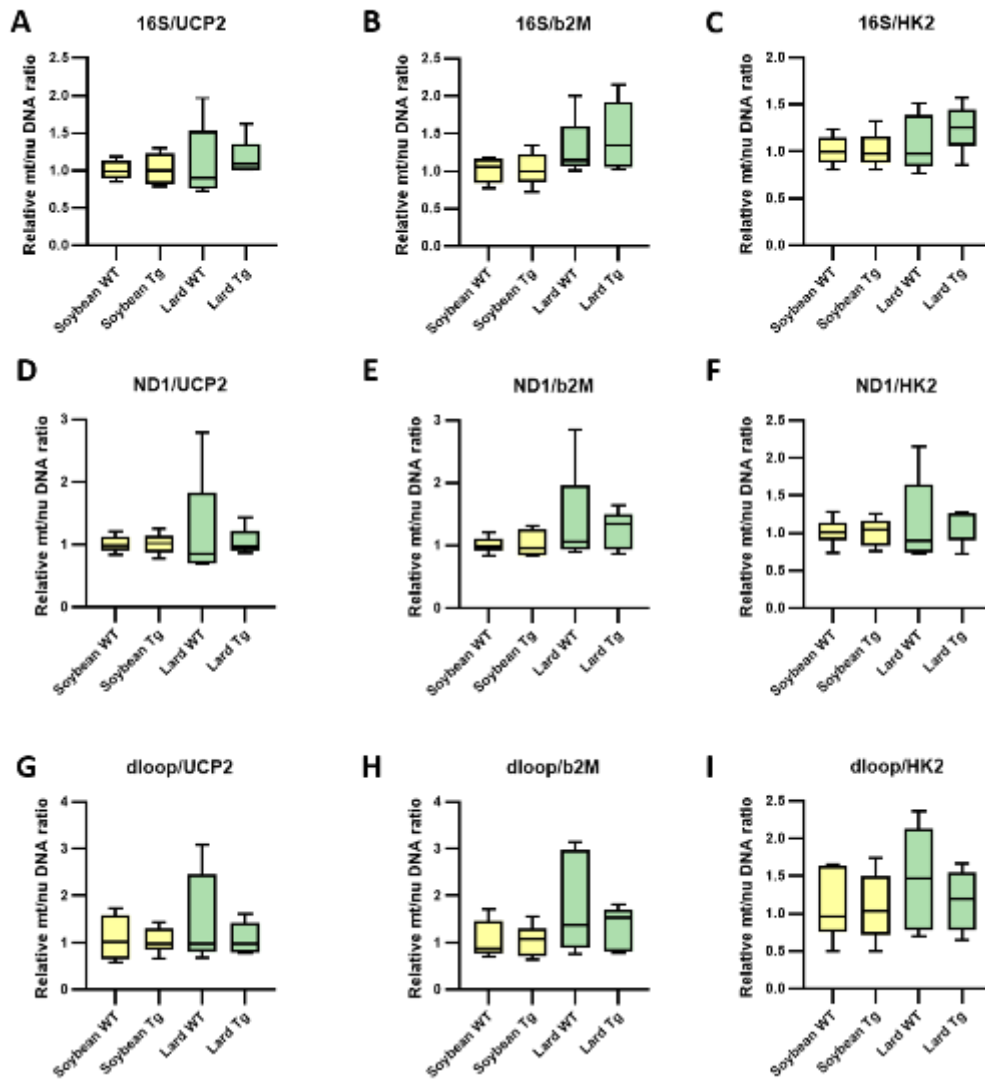 A 16S/UCP2
Relative mt/nu DNA ratio
2.5
2.0
1.5
1.0
0.5
0.0
Soybean WT
Soybean Tg
Lard WT
Lard Tg
B 16S/b2M
Relative mt/nu DNA ratio
2.5
2.0
1.5
1.0
0.5
0.0
Soybean WT
Soybean Tg
Lard WT
Lard Tg
C 16S/HK2
Relative mt/nu DNA ratio
2.0
1.5
1.0
0.5
0.0
Soybean WT
Soybean Tg
Lard WT
Lard Tg
D ND1/UCP2
Relative mt/nu DNA ratio
3
2
1
0
Soybean WT
Soybean Tg
Lard WT
Lard Tg
E ND1/b2M
Relative mt/nu DNA ratio
3
2
1
0
Soybean WT
Soybean Tg
Lard WT
Lard Tg
F ND1/HK2
Relative mt/nu DNA ratio
2.5
2.0
1.5
1.0
0.5
0.0
Soybean WT
Soybean Tg
Lard WT
Lard Tg
G dloop/UCP2
Relative mt/nu DNA ratio
4
3
2
1
0
Soybean WT
Soybean Tg
Lard WT
Lard Tg
H dloop/b2M
Relative mt/nu DNA ratio
4
3
2
1
0
Soybean WT
Soybean Tg
Lard WT
Lard Tg
I dloop/HK2
Relative mt/nu DNA ratio
2.5
2.0
1.5
1.0
0.5
0.0
Soybean WT
Soybean Tg
Lard WT
Lard Tg